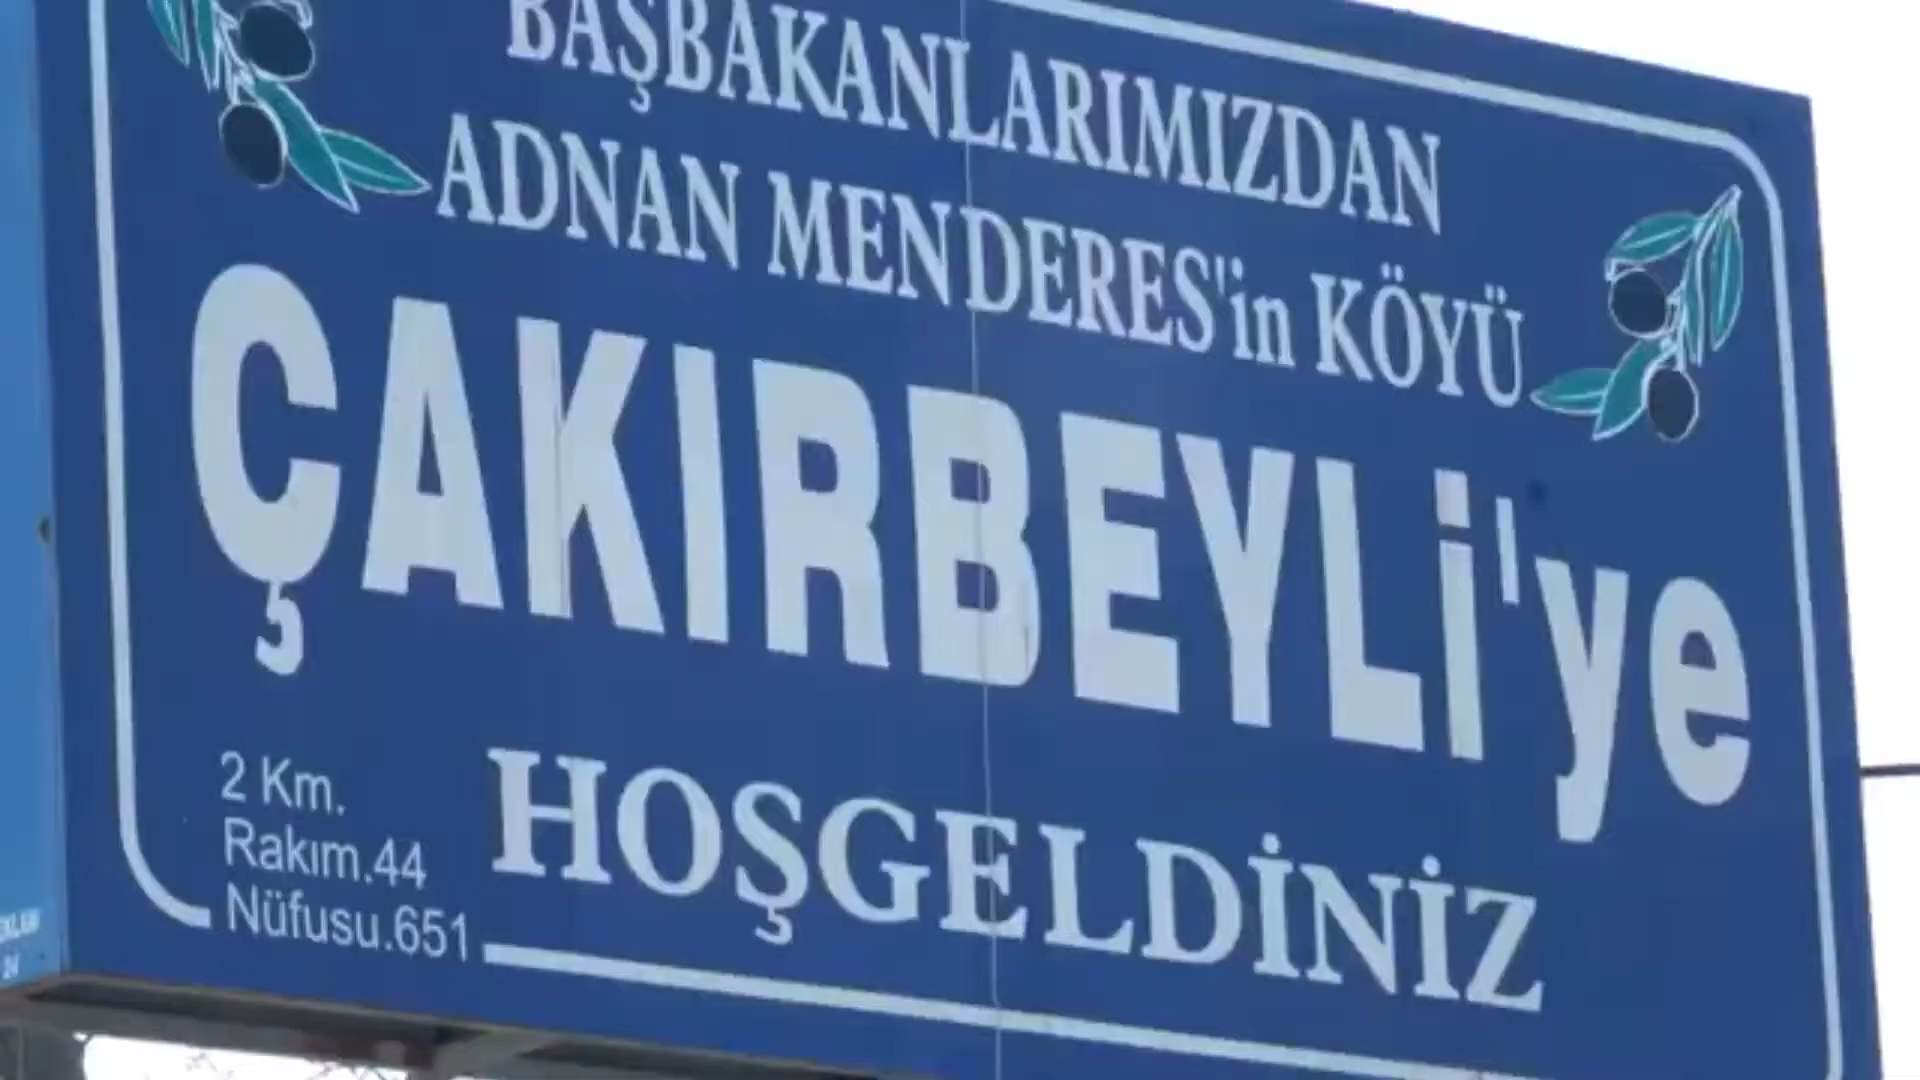 BAŞBAKANLARIMIZDAN
ADNAN MENDERES'in KÖYÜ
ÇAKIRBEYLİ'ye
HOŞGELDİNİZ
2 Km.
Rakım.44
Nüfusu.651